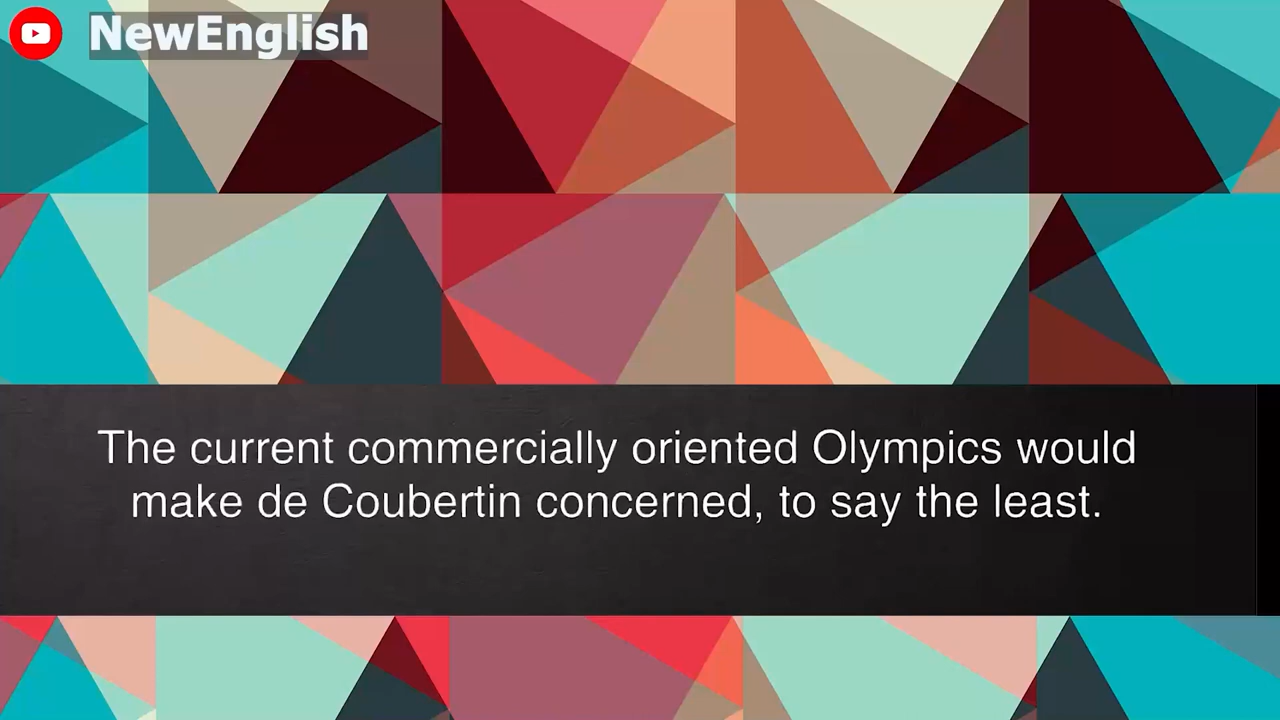 NewEnglish
The current commercially oriented Olympics would
make de Coubertin concerned, to say the least.